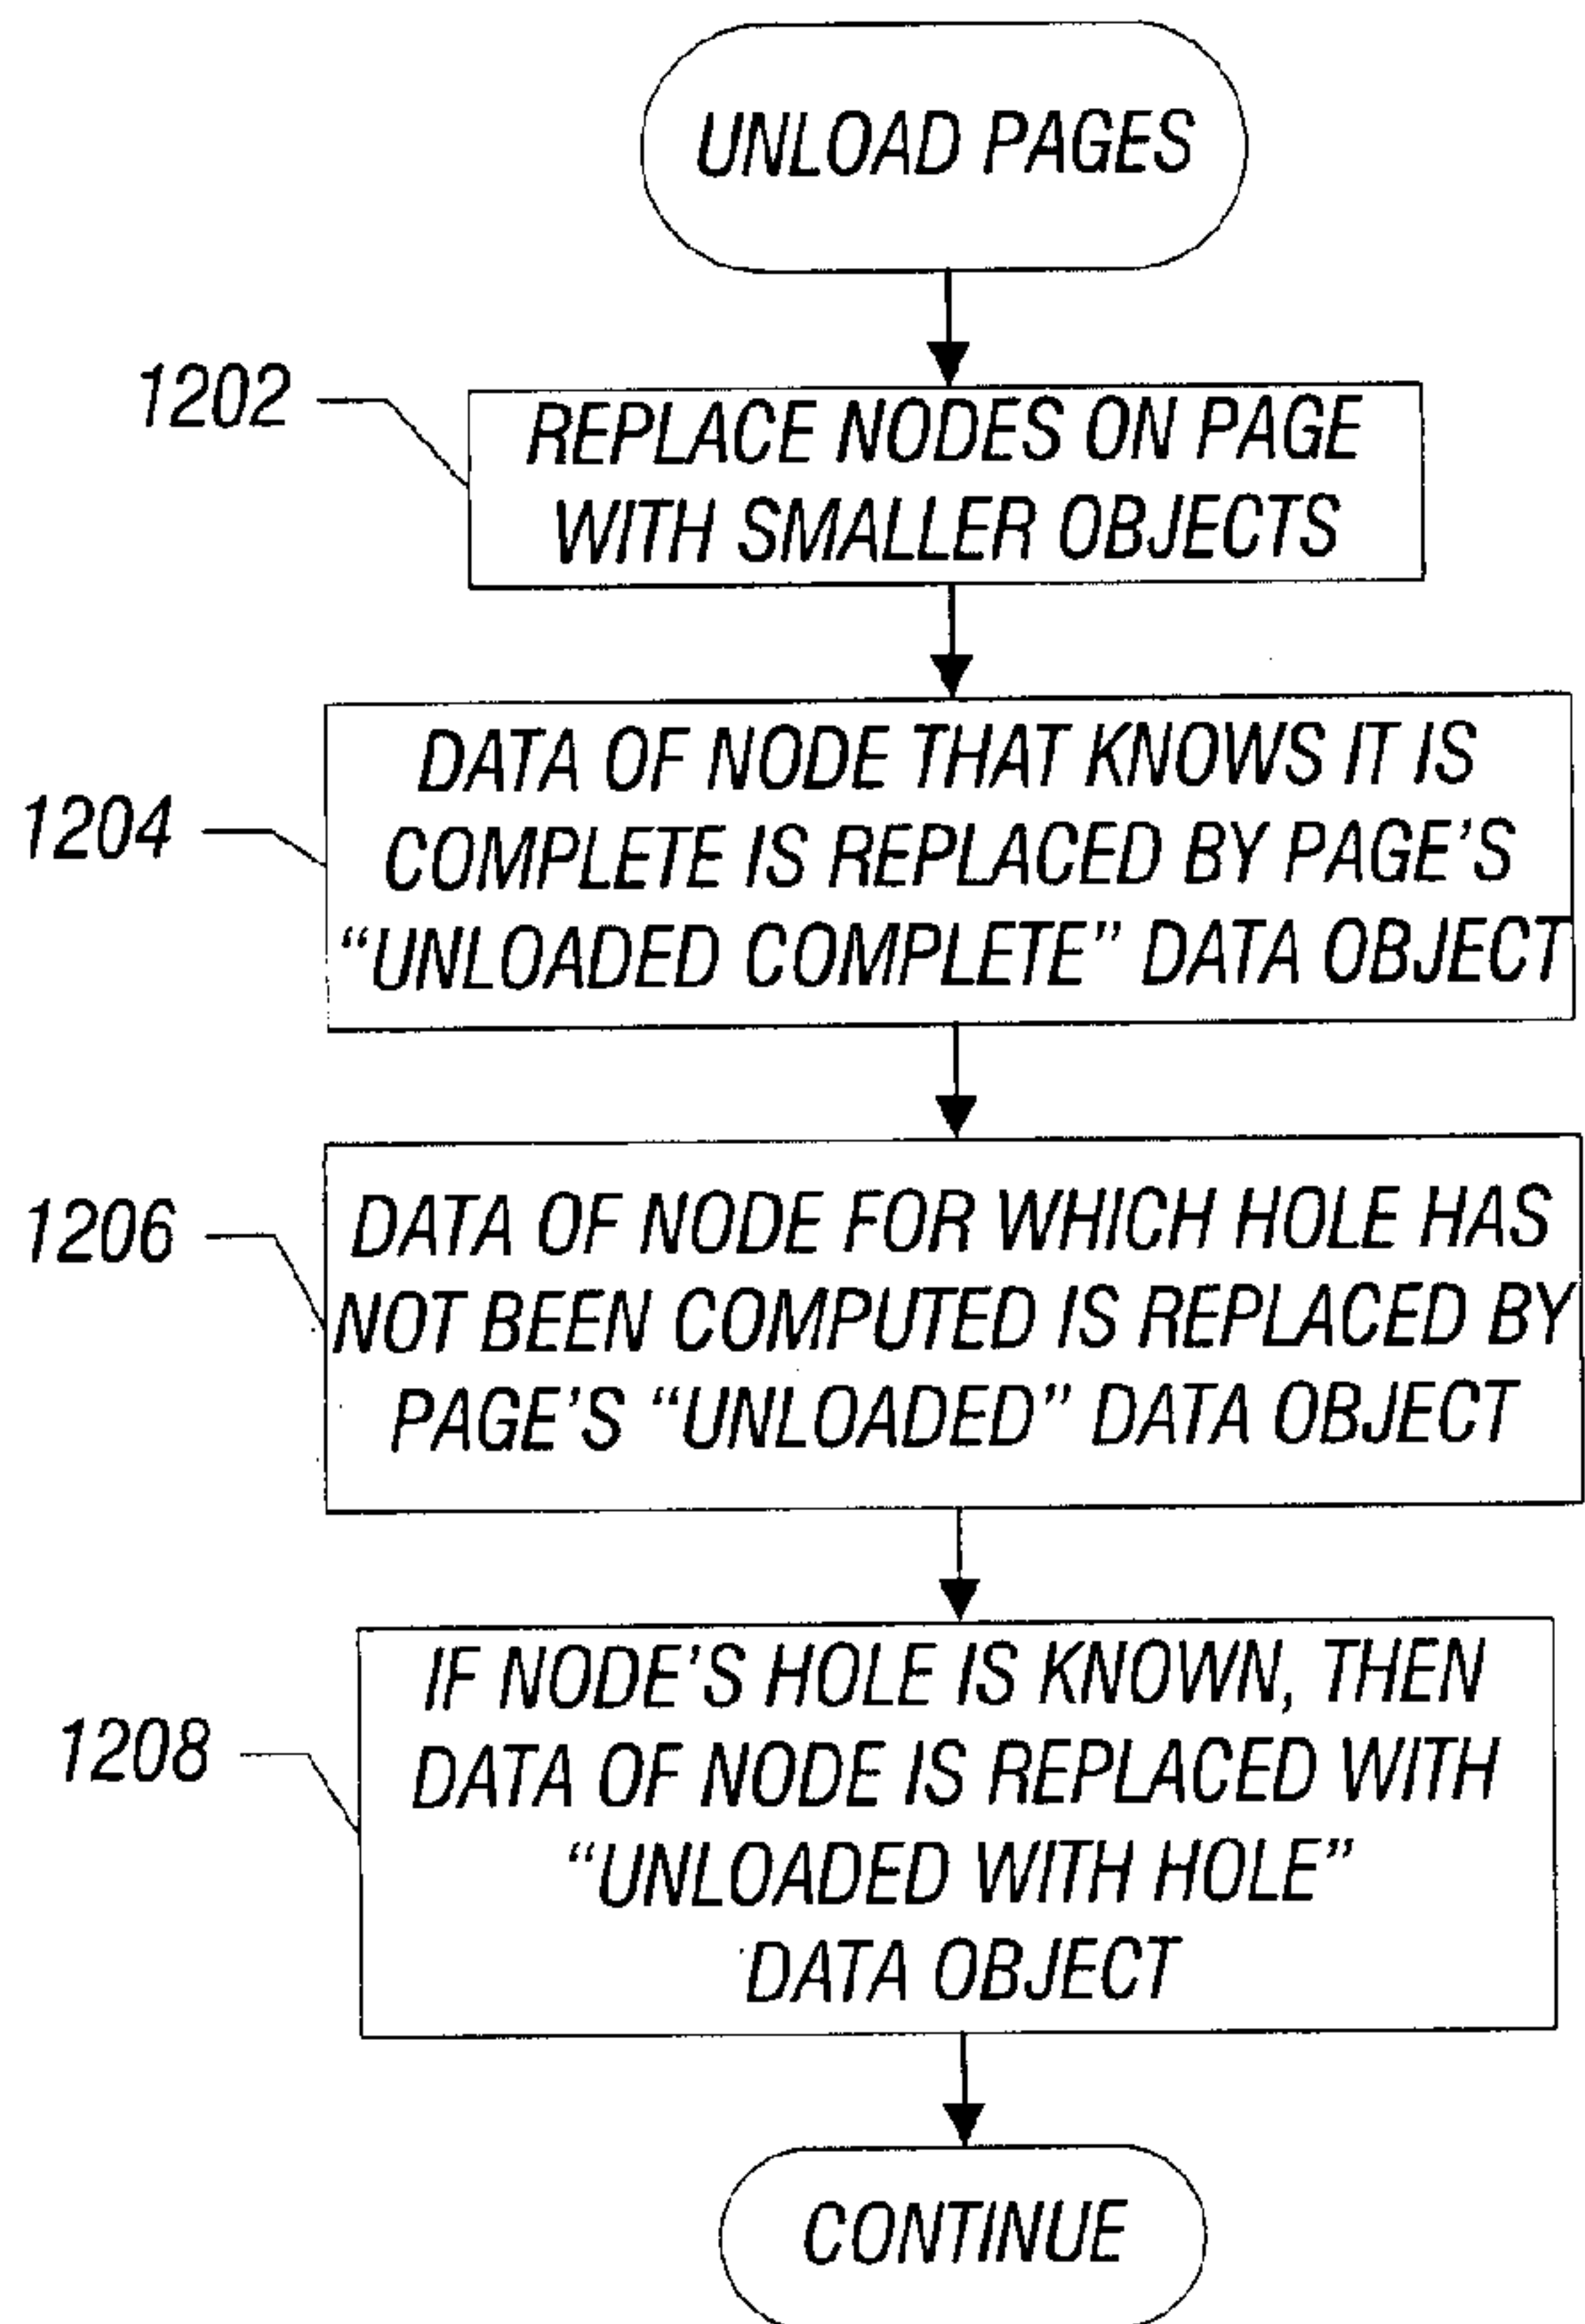 UNLOAD PAGES
1202
REPLACE NODES ON PAGE
WITH SMALLER OBJECTS
1204
DATA OF NODE THAT KNOWS IT IS
COMPLETE IS REPLACED BY PAGE'S
“UNLOADED COMPLETE” DATA OBJECT
1206
DATA OF NODE FOR WHICH HOLE HAS
NOT BEEN COMPUTED IS REPLACED BY
PAGE'S “UNLOADED” DATA OBJECT
1208
IF NODE'S HOLE IS KNOWN, THEN
DATA OF NODE IS REPLACED WITH
“UNLOADED WITH HOLE”
DATA OBJECT
CONTINUE